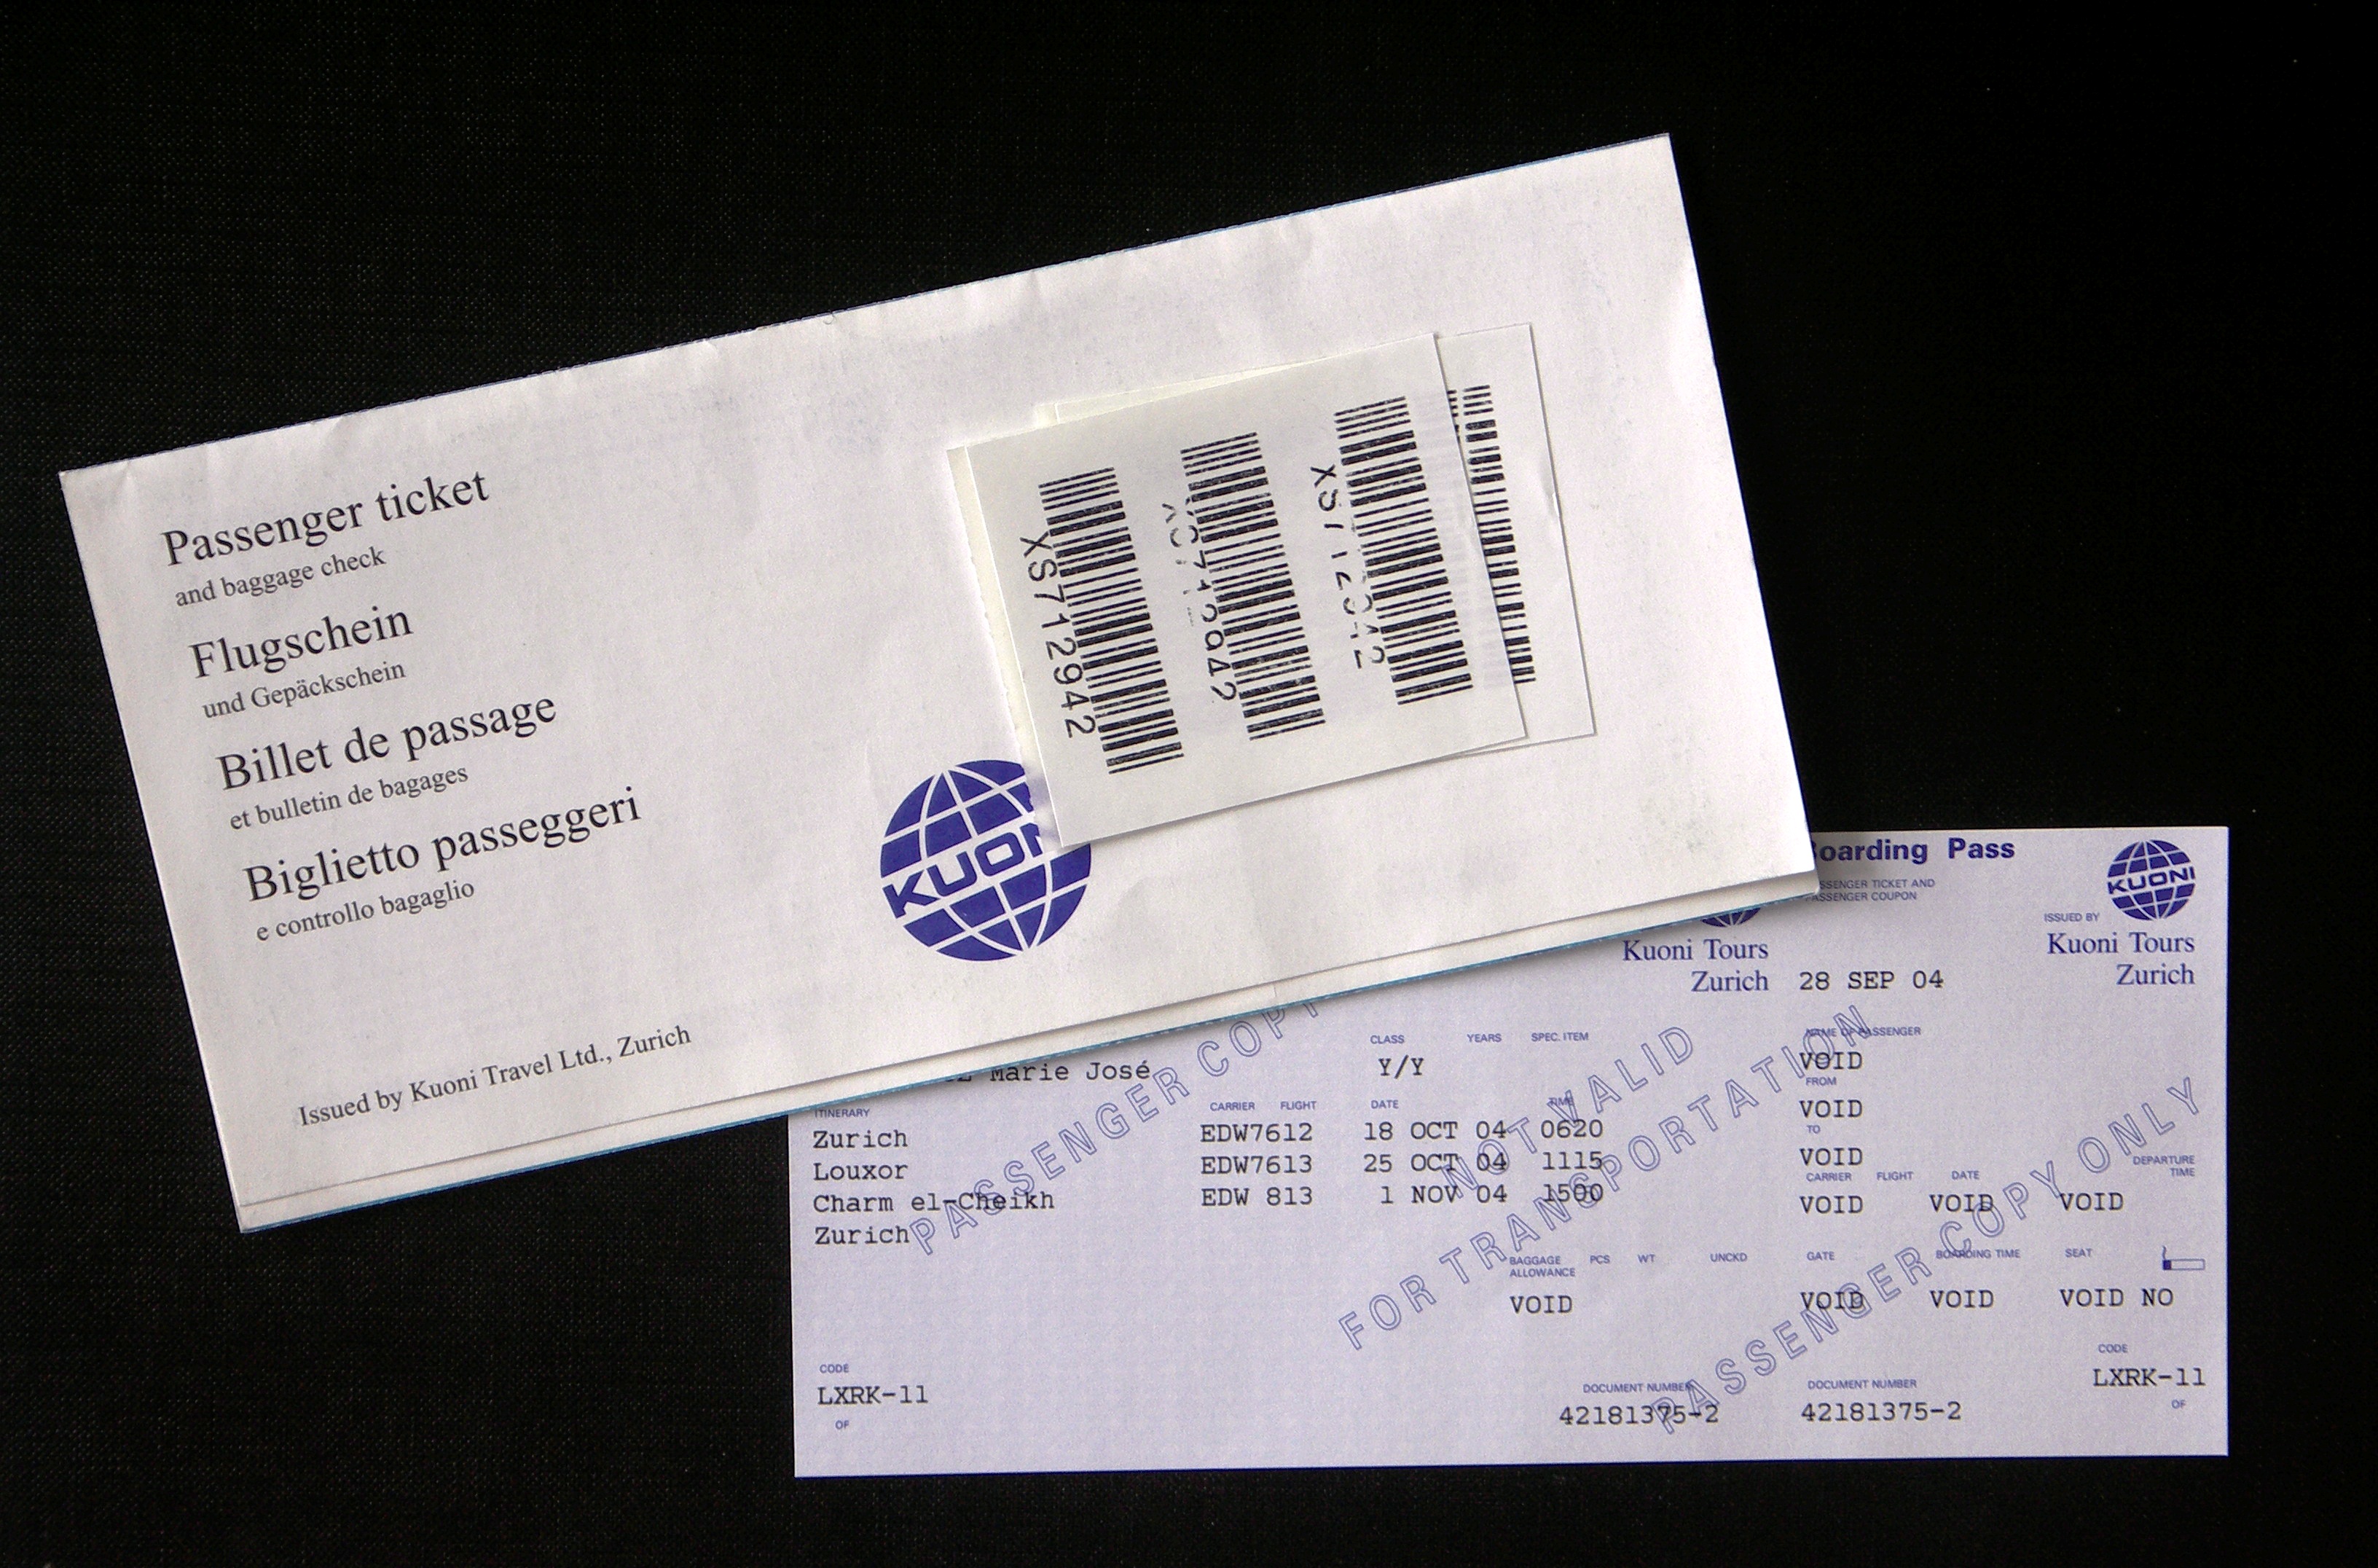 Passenger ticket
and baggage check
Flugschein
und Gepäckschein
Billet de passage
et bulletin de bagages
Biglietto passeggeri
e controllo bagaglio
Issued by Kuoni Travel Ltd., Zurich
KUONI
XS712942
XS712942
XS712942
Boarding Pass
PASSENGER TICKET AND
PASSENGER COUPON
KUONI
ISSUED BY
Kuoni Tours
Zurich
28 SEP 04
Kuoni Tours
Zurich
Marie José
CLASS YEARS SPEC. ITEM
Y/Y
NAME OF PASSENGER
VOID
FROM
VOID
TO
VOID
ITINERARY CARRIER FLIGHT DATE TIME
Zurich EDW7612 18 OCT 04 0620
Louxor EDW7613 25 OCT 04 1115
Charm el-Cheikh EDW 813 1 NOV 04 1500
Zurich
CARRIER FLIGHT DATE DEPARTURE TIME
VOID VOID VOID
BAGGAGE ALLOWANCE PCS WT UNCKD
VOID
GATE BOARDING TIME SEAT
VOID VOID VOID NO
CODE
LXRK-11
OF
DOCUMENT NUMBER
42181375-2
DOCUMENT NUMBER
42181375-2
CODE
LXRK-11
OF
PASSENGER COPY
NOT VALID
FOR TRANSPORTATION
PASSENGER COPY ONLY